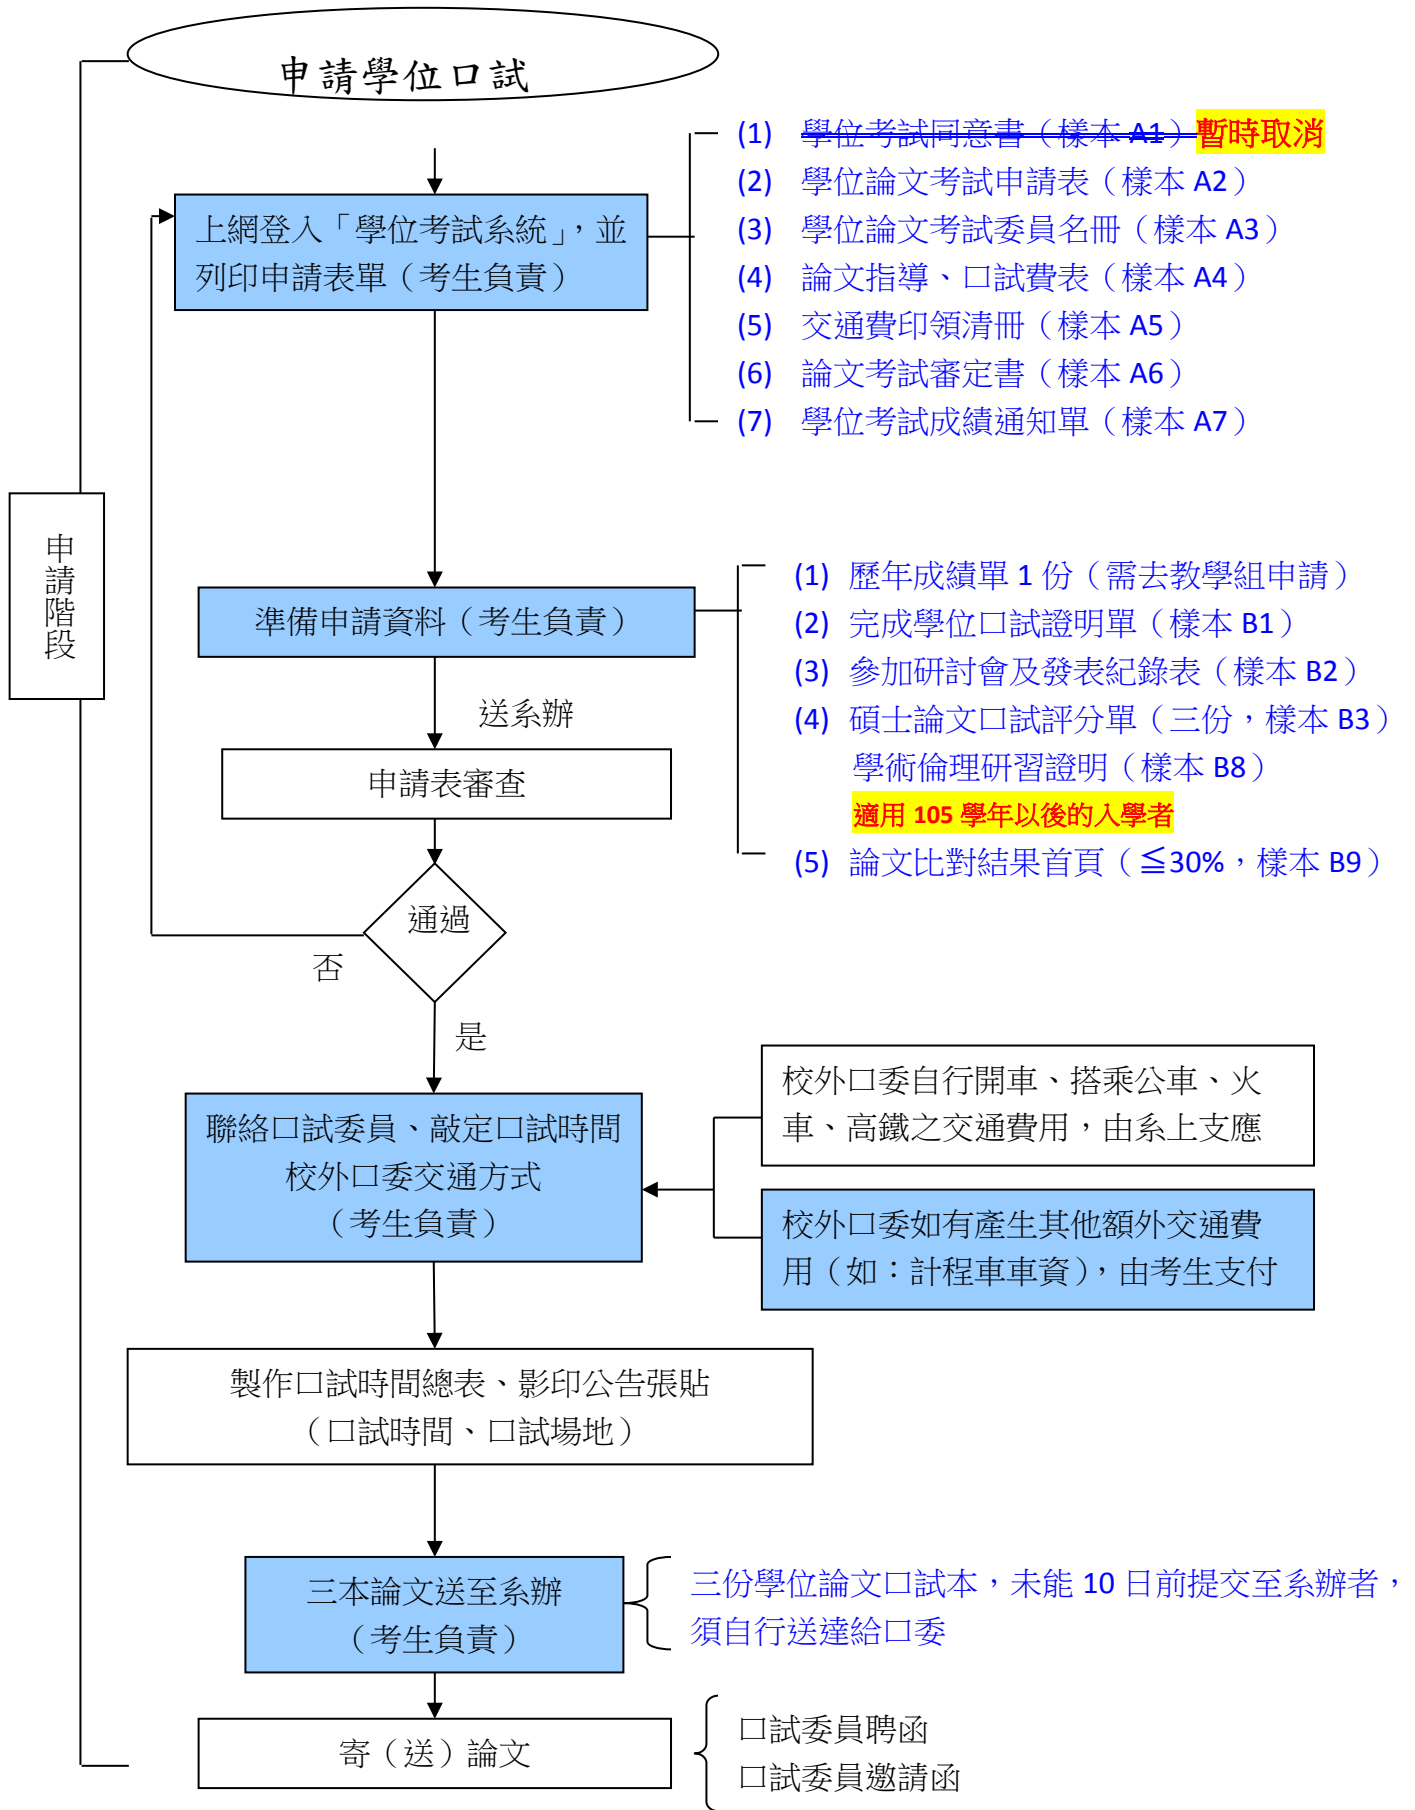 申請學位口試
(1) 學位考試同意書（樣本 A1）暫時取消
(2) 學位論文考試申請表（樣本 A2）
(3) 學位論文考試委員名冊（樣本 A3）
(4) 論文指導、口試費表（樣本 A4）
(5) 交通費印領清冊（樣本 A5）
(6) 論文考試審定書（樣本 A6）
(7) 學位考試成績通知單（樣本 A7）
上網登入「學位考試系統」，並
列印申請表單（考生負責）
申請階段
(1) 歷年成績單 1 份（需去教學組申請）
(2) 完成學位口試證明單（樣本 B1）
(3) 參加研討會及發表紀錄表（樣本 B2）
(4) 碩士論文口試評分單（三份，樣本 B3）
學術倫理研習證明（樣本 B8）
適用 105 學年以後的入學者
(5) 論文比對結果首頁（≦30%，樣本 B9）
準備申請資料（考生負責）
送系辦
申請表審查
通過
否
是
聯絡口試委員、敲定口試時間
校外口委交通方式
（考生負責）
校外口委自行開車、搭乘公車、火
車、高鐵之交通費用，由系上支應
校外口委如有產生其他額外交通費
用（如：計程車車資），由考生支付
製作口試時間總表、影印公告張貼
（口試時間、口試場地）
三本論文送至系辦
（考生負責）
三份學位論文口試本，未能 10 日前提交至系辦者，
須自行送達給口委
寄（送）論文
口試委員聘函
口試委員邀請函